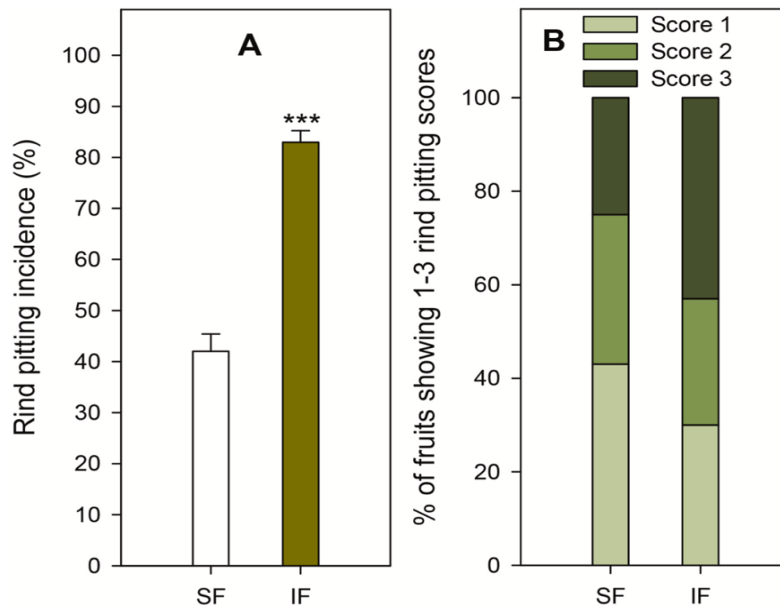 A
Rind pitting incidence (%)
100
90
80
70
60
50
40
30
20
10
0
***
SF
IF
B
Score 1
Score 2
Score 3
% of fruits showing 1-3 rind pitting scores
100
80
60
40
20
0
SF
IF